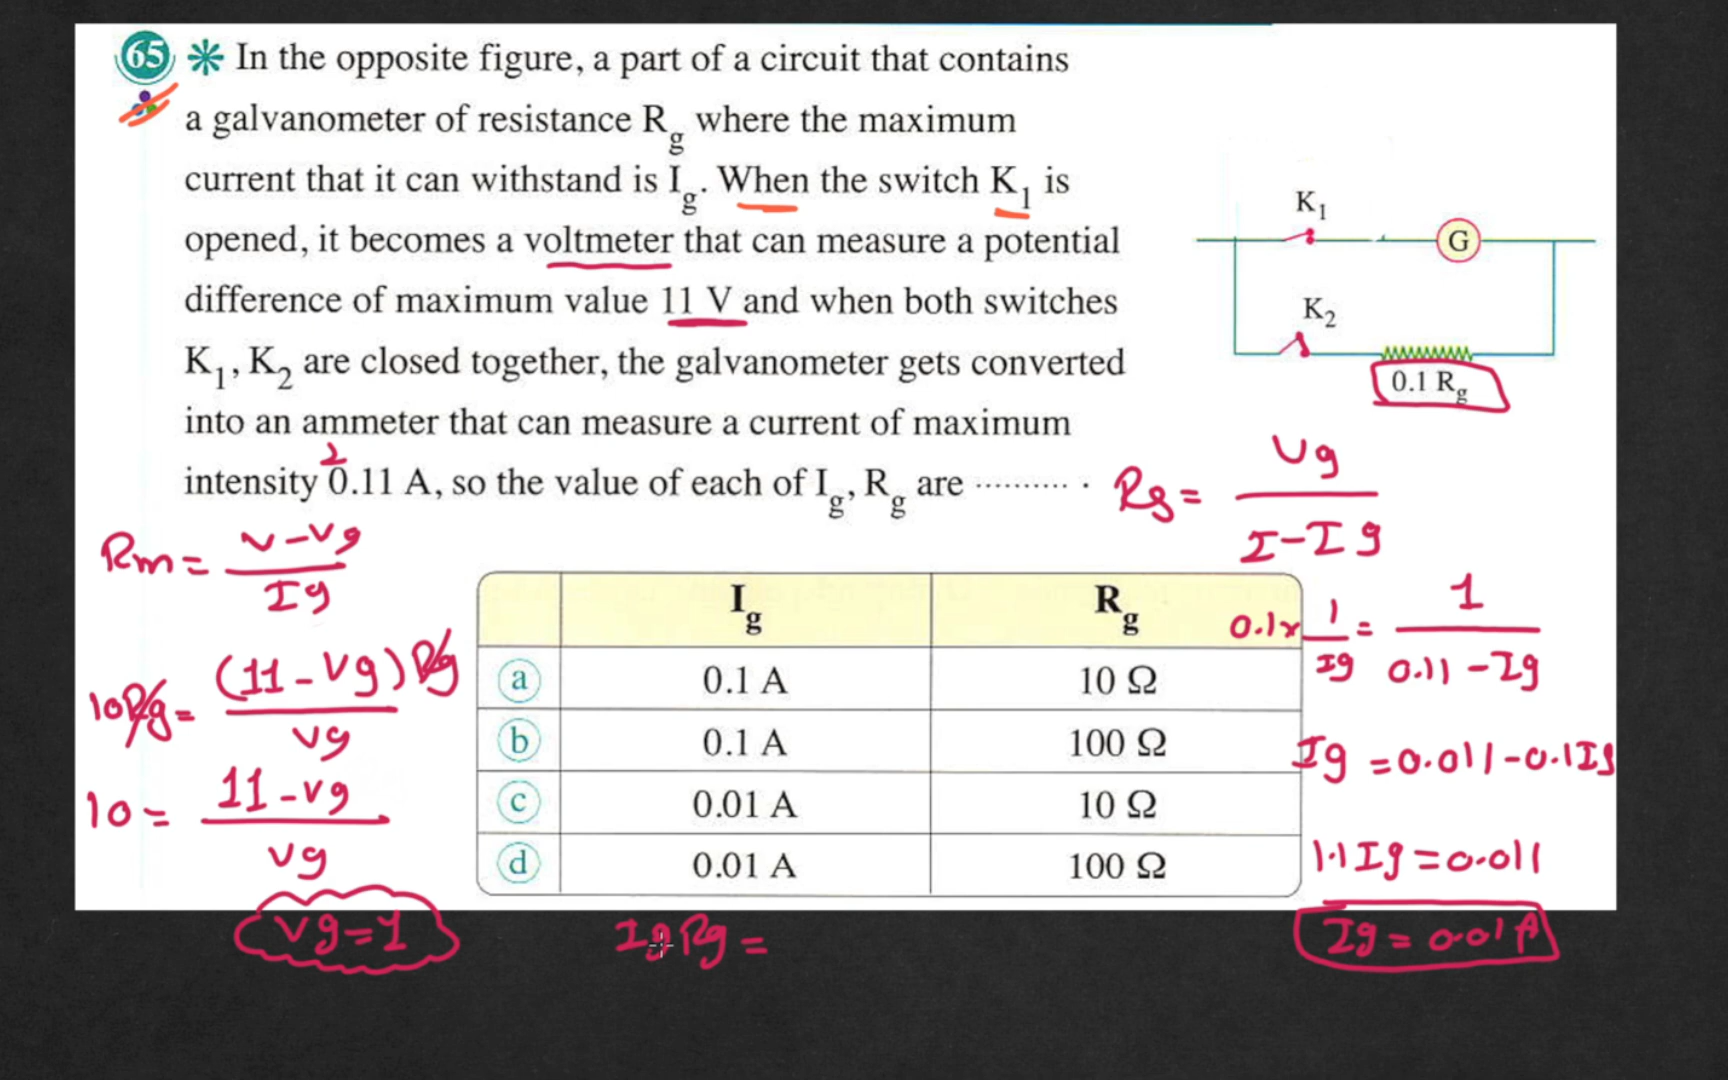 65 * In the opposite figure, a part of a circuit that contains
a galvanometer of resistance Rg where the maximum
current that it can withstand is Ig. When the switch K1 is
opened, it becomes a voltmeter that can measure a potential
difference of maximum value 11 V and when both switches
K1, K2 are closed together, the galvanometer gets converted
into an ammeter that can measure a current of maximum
2
intensity 0.11 A, so the value of each of Ig, Rg are ·········· .
K1
G
K2
0.1 Rg
Rg = Vg / I - Ig
Rm = V - Vg / Ig
10Rg = (11 - Vg) Rg / Vg
10 = 11 - Vg / Vg
Vg = 1
Ig Rg
a 0.1 A 10 Ω
b 0.1 A 100 Ω
c 0.01 A 10 Ω
d 0.01 A 100 Ω
Ig Rg =
0.1 x 1 / Ig = 1 / 0.11 - Ig
Ig = 0.011 - 0.1Ig
1.1Ig = 0.011
Ig = 0.01 A